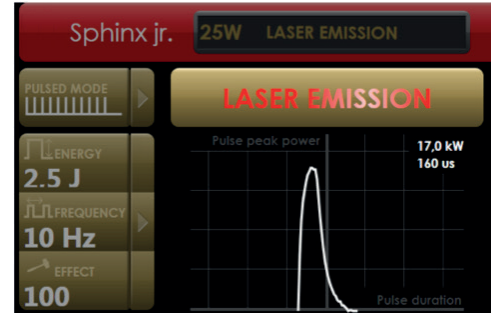 Sphinx jr. 25W LASER EMISSION
PULSED MODE
LASER EMISSION
ENERGY
2.5 J
FREQUENCY
10 Hz
EFFECT
100
Pulse peak power
17,0 kW
160 us
Pulse duration